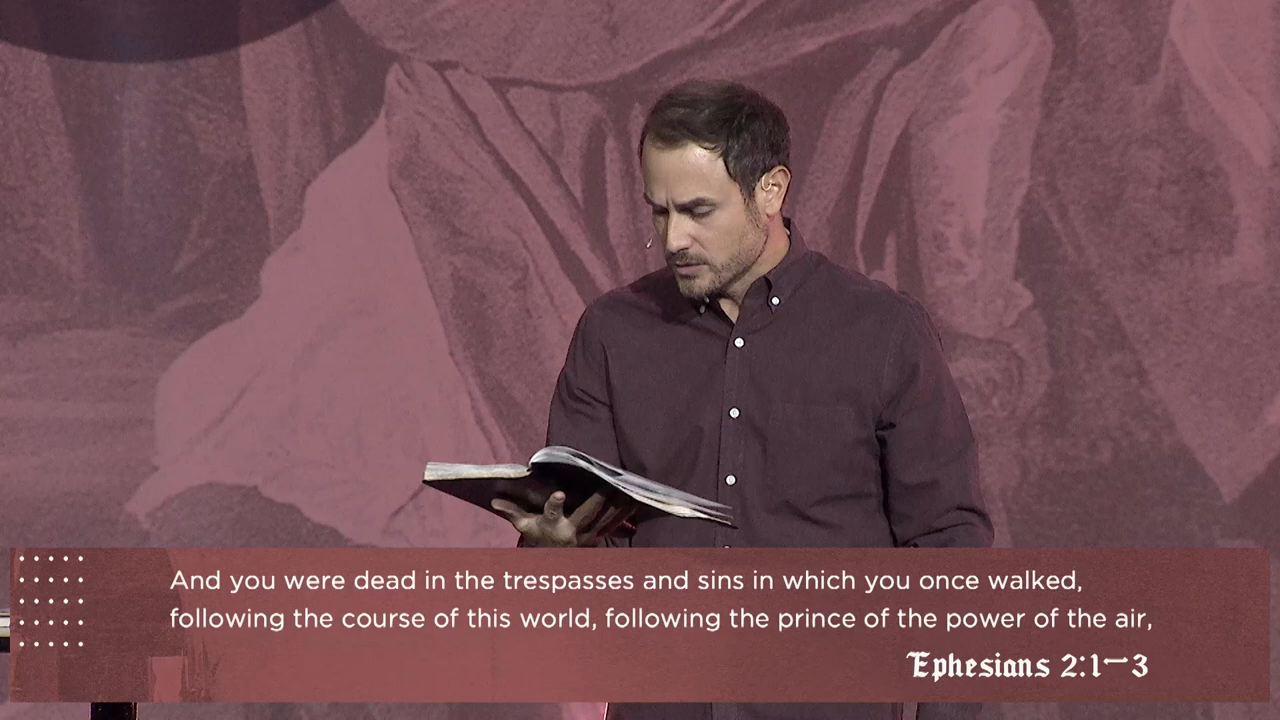 And you were dead in the trespasses and sins in which you once walked,
following the course of this world, following the prince of the power of the air,
Ephesians 2:1—3